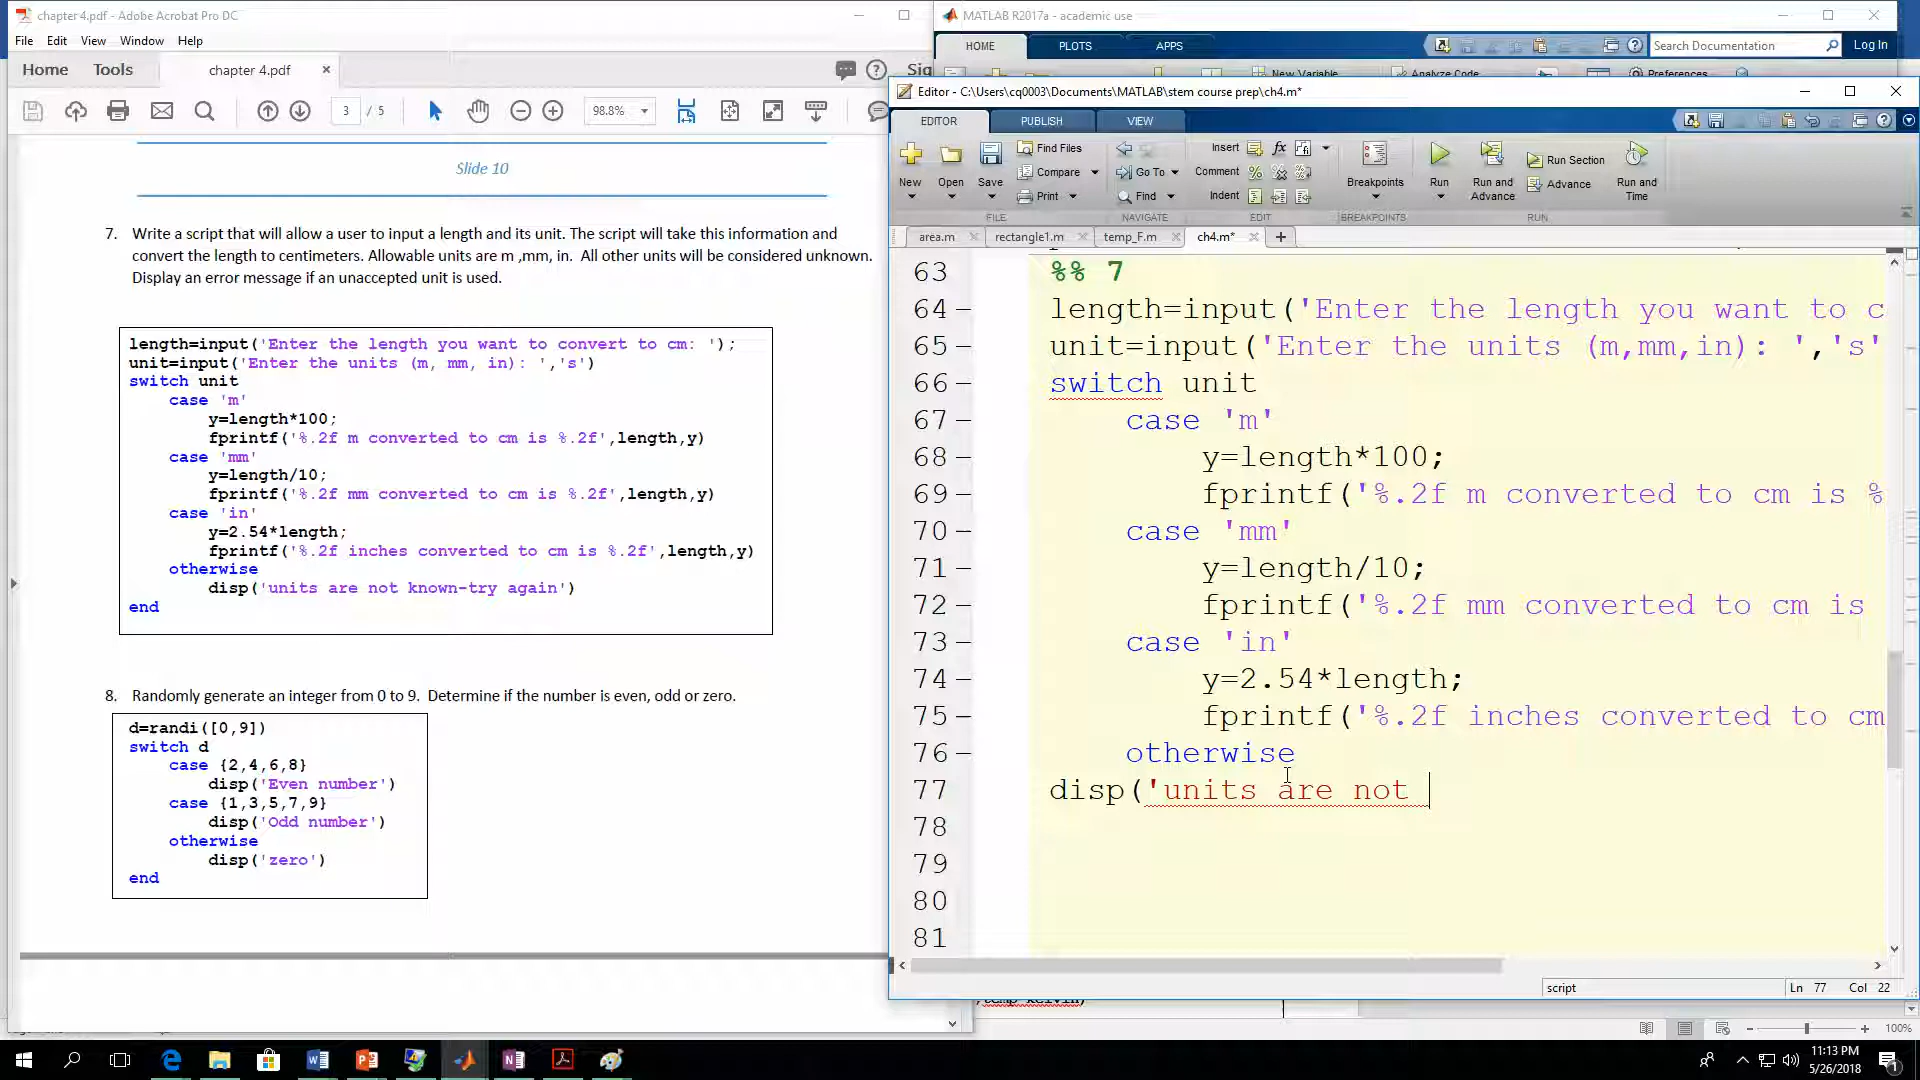 chapter 4.pdf - Adobe Acrobat Pro DC
File Edit View Window Help
Home Tools chapter 4.pdf × Sig
3 / 5 98.8%
Slide 10
7. Write a script that will allow a user to input a length and its unit. The script will take this information and
convert the length to centimeters. Allowable units are m ,mm, in. All other units will be considered unknown.
Display an error message if an unaccepted unit is used.
length=input('Enter the length you want to convert to cm: ');
unit=input('Enter the units (m, mm, in): ','s')
switch unit
case 'm'
y=length*100;
fprintf('%.2f m converted to cm is %.2f',length,y)
case 'mm'
y=length/10;
fprintf('%.2f mm converted to cm is %.2f',length,y)
case 'in'
y=2.54*length;
fprintf('%.2f inches converted to cm is %.2f',length,y)
otherwise
disp('units are not known-try again')
end
8. Randomly generate an integer from 0 to 9. Determine if the number is even, odd or zero.
d=randi([0,9])
switch d
case {2,4,6,8}
disp('Even number')
case {1,3,5,7,9}
disp('Odd number')
otherwise
disp('zero')
end
MATLAB R2017a - academic use
HOME PLOTS APPS Search Documentation Log In
New Variable Analyze Code Preferences
Editor - C:\Users\cq0003\Documents\MATLAB\stem course prep\ch4.m*
EDITOR PUBLISH VIEW
New Open Save Find Files Compare Print Go To Find Insert Comment Indent Breakpoints Run Run and Advance Run Section Advance Run and Time
FILE NAVIGATE EDIT BREAKPOINTS RUN
area.m × rectangle1.m × temp_F.m × ch4.m* × +
63 %% 7
64 – length=input('Enter the length you want to c
65 – unit=input('Enter the units (m,mm,in): ','s'
66 – switch unit
67 – case 'm'
68 – y=length*100;
69 – fprintf('%.2f m converted to cm is %
70 – case 'mm'
71 – y=length/10;
72 – fprintf('%.2f mm converted to cm is
73 – case 'in'
74 – y=2.54*length;
75 – fprintf('%.2f inches converted to cm
76 – otherwise
77 disp('units are not
78
79
80
81
script Ln 77 Col 22
,temp kelvin)
100%
11:13 PM
5/26/2018
1